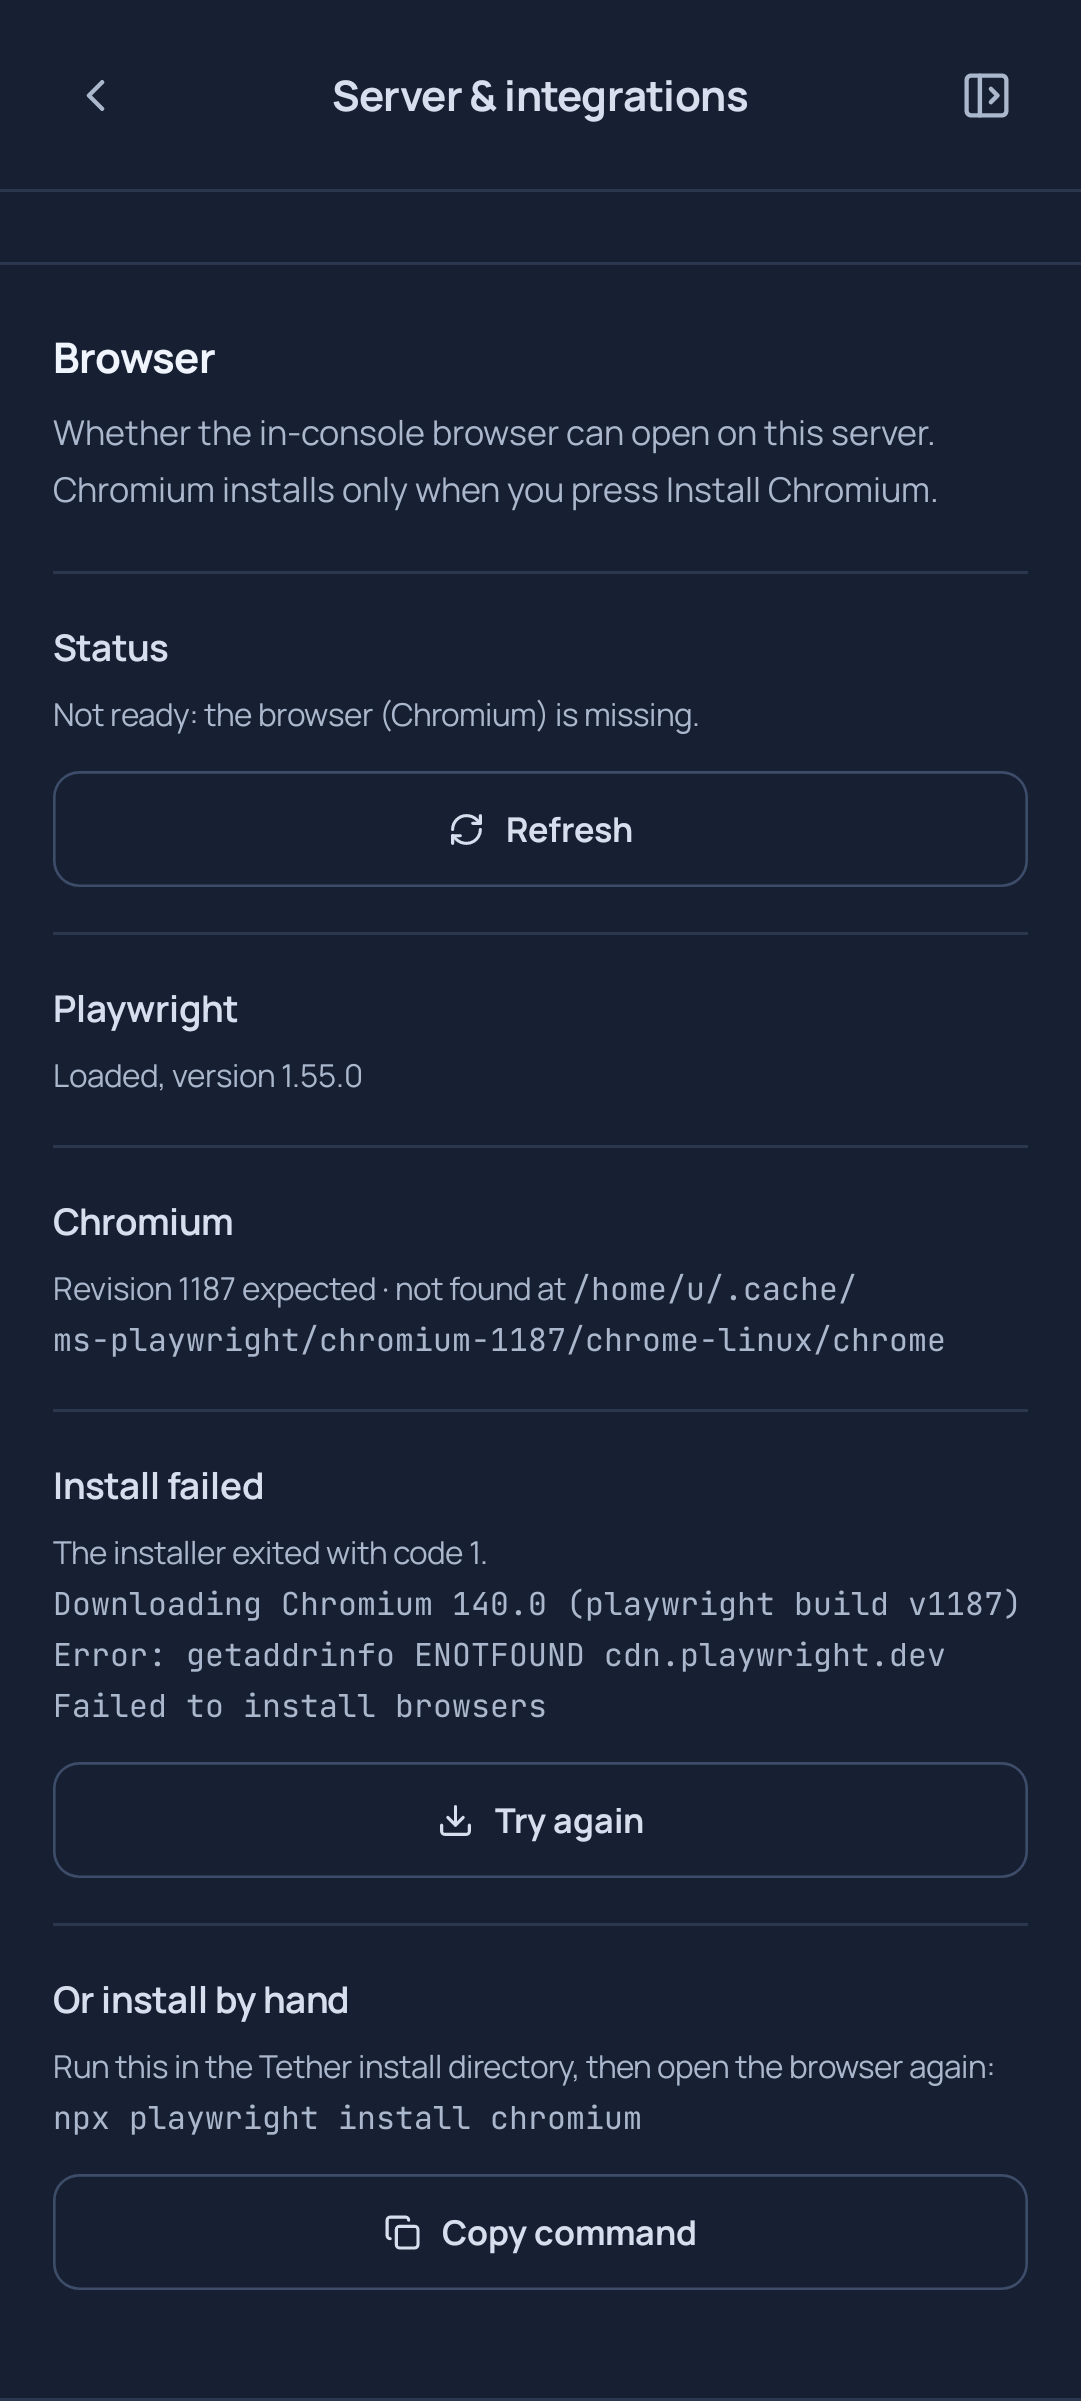 Server & integrations
Browser
Whether the in-console browser can open on this server.
Chromium installs only when you press Install Chromium.
Status
Not ready: the browser (Chromium) is missing.
Refresh
Playwright
Loaded, version 1.55.0
Chromium
Revision 1187 expected · not found at /home/u/.cache/
ms-playwright/chromium-1187/chrome-linux/chrome
Install failed
The installer exited with code 1.
Downloading Chromium 140.0 (playwright build v1187)
Error: getaddrinfo ENOTFOUND cdn.playwright.dev
Failed to install browsers
Try again
Or install by hand
Run this in the Tether install directory, then open the browser again:
npx playwright install chromium
Copy command